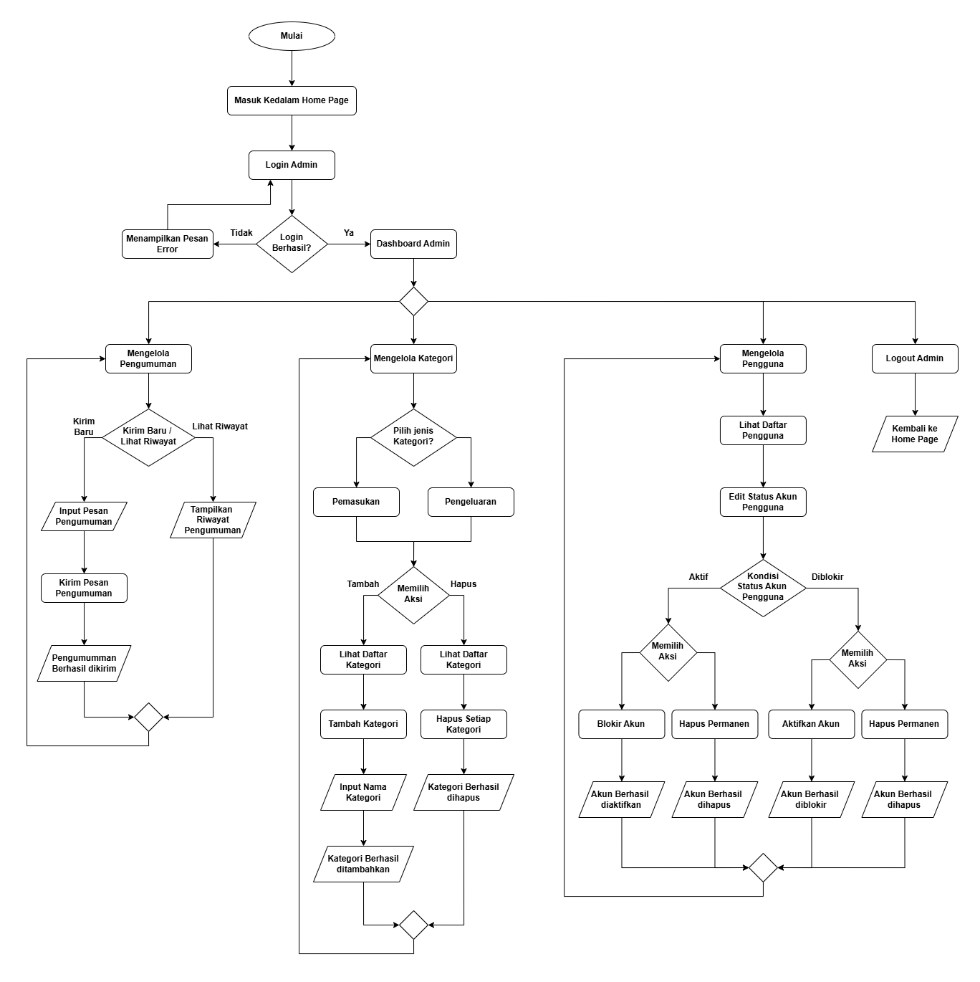 Mulai
Masuk Kedalam Home Page
Login Admin
Menampilkan Pesan
Error
Tidak
Login
Berhasil?
Ya
Dashboard Admin
Mengelola
Pengumuman
Kirim
Baru
Kirim Baru /
Lihat Riwayat
Lihat Riwayat
Input Pesan
Pengumuman
Tampilkan
Riwayat
Pengumuman
Kirim Pesan
Pengumuman
Pengumumman
Berhasil dikirim
Mengelola Kategori
Pilih jenis
Kategori?
Pemasukan
Pengeluaran
Tambah
Memilih
Aksi
Hapus
Lihat Daftar
Kategori
Lihat Daftar
Kategori
Tambah Kategori
Hapus Setiap
Kategori
Input Nama
Kategori
Kategori Berhasil
dihapus
Kategori Berhasil
ditambahkan
Mengelola
Pengguna
Lihat Daftar
Pengguna
Edit Status Akun
Pengguna
Aktif
Kondisi
Status Akun
Pengguna
Diblokir
Memilih
Aksi
Memilih
Aksi
Blokir Akun
Hapus Permanen
Aktifkan Akun
Hapus Permanen
Akun Berhasil
diaktifkan
Akun Berhasil
dihapus
Akun Berhasil
diblokir
Akun Berhasil
dihapus
Logout Admin
Kembali ke
Home Page